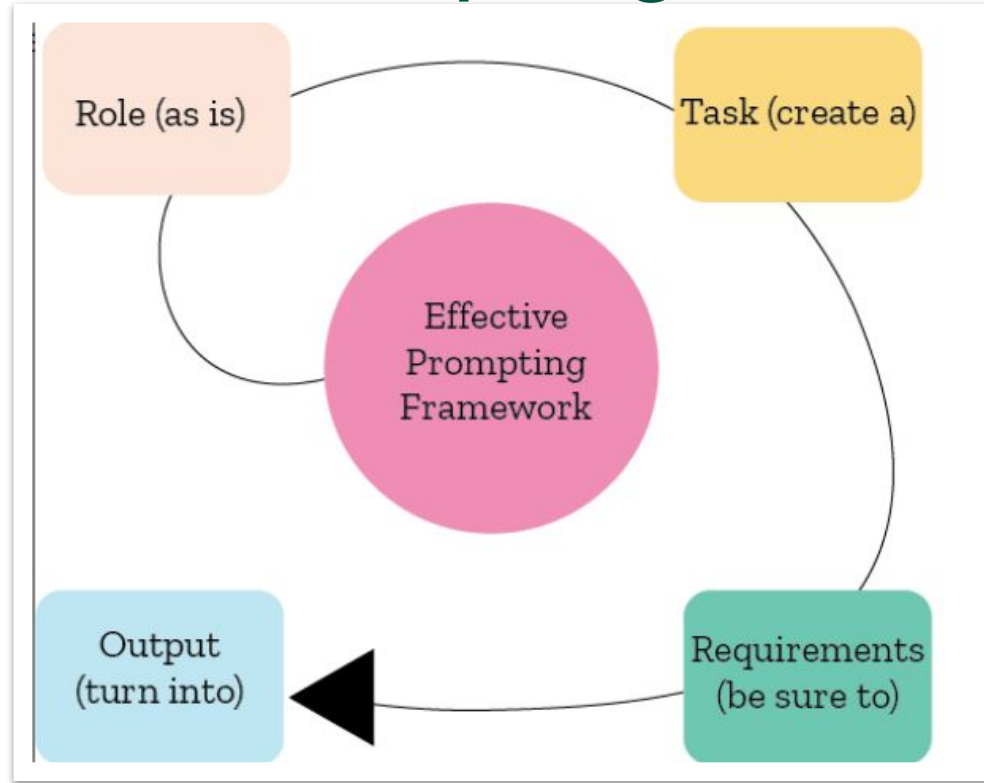 Role (as is)
Task (create a)
Effective
Prompting
Framework
Requirements
(be sure to)
Output
(turn into)